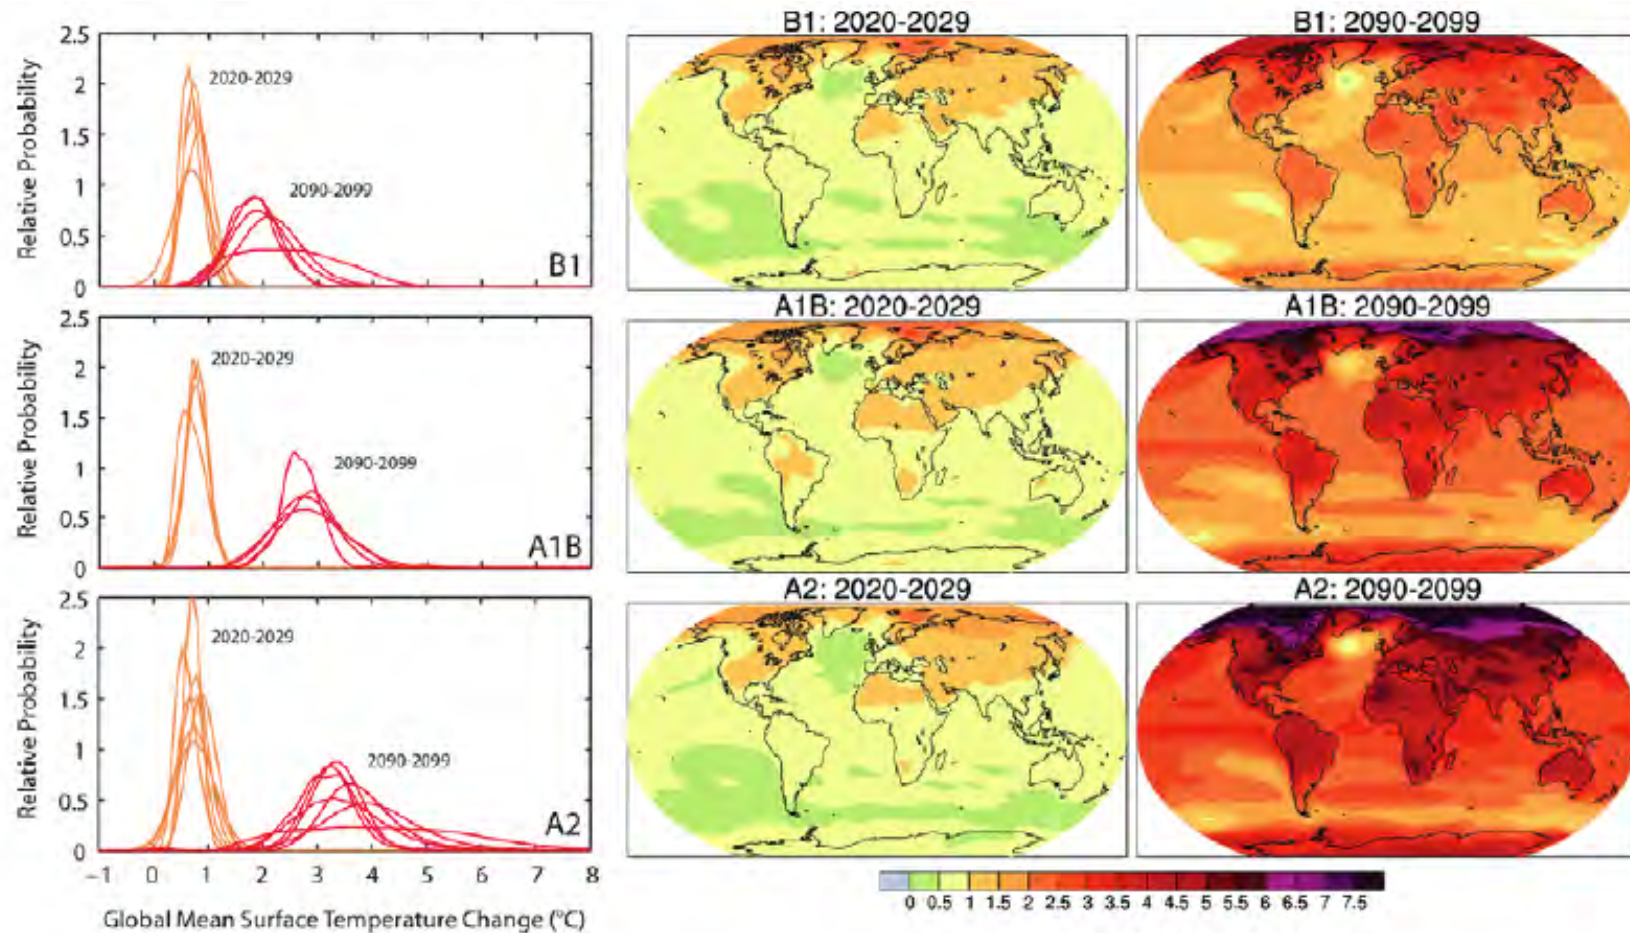 B1: 2020-2029
B1: 2090-2099
2.5
2
1.5
1
0.5
0
Relative Probability
2020-2029
2090-2099
B1
A1B: 2020-2029
A1B: 2090-2099
2.5
2
1.5
1
0.5
0
Relative Probability
2020-2029
2090-2099
A1B
A2: 2020-2029
A2: 2090-2099
2.5
2
1.5
1
0.5
0
Relative Probability
2020-2029
2090-2099
A2
−1 0 1 2 3 4 5 6 7 8
Global Mean Surface Temperature Change (°C)
0 0.5 1 1.5 2 2.5 3 3.5 4 4.5 5 5.5 6 6.5 7 7.5